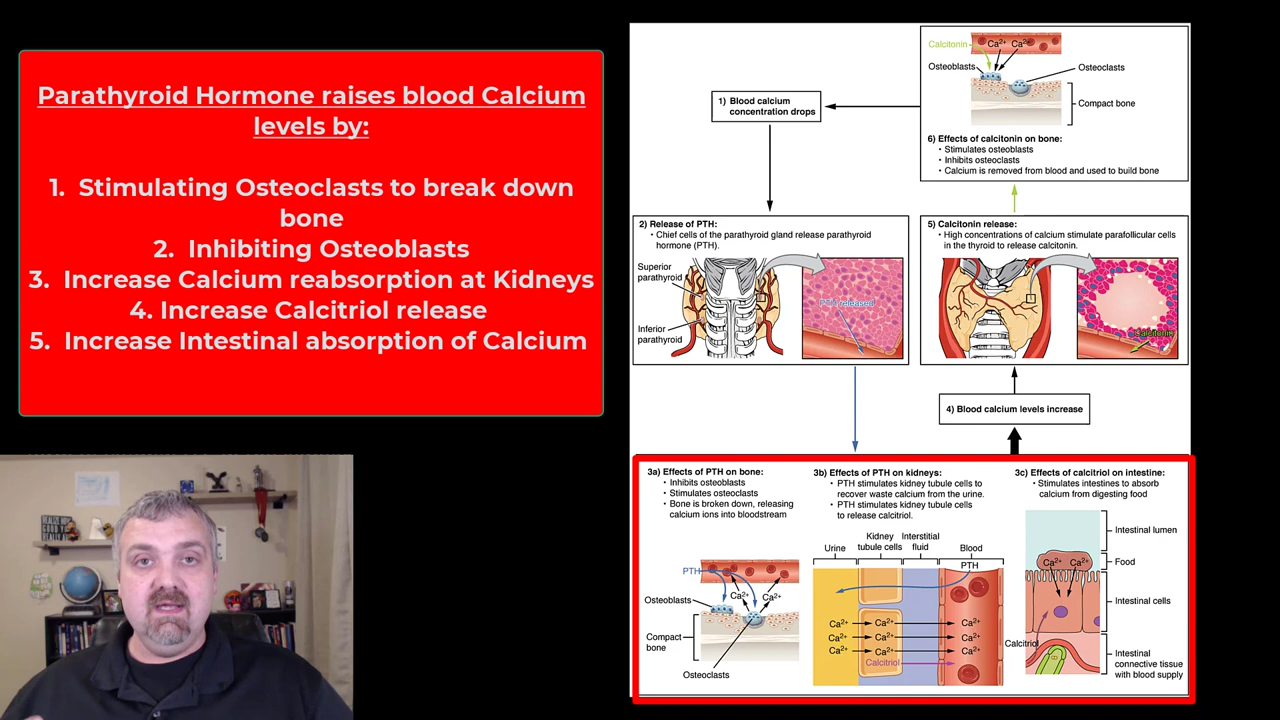 Parathyroid Hormone raises blood Calcium
levels by:
1. Stimulating Osteoclasts to break down
bone
2. Inhibiting Osteoblasts
3. Increase Calcium reabsorption at Kidneys
4. Increase Calcitriol release
5. Increase Intestinal absorption of Calcium
Calcitonin
Ca²⁺ Ca²⁺
Osteoblasts
Osteoclasts
Compact bone
6) Effects of calcitonin on bone:
• Stimulates osteoblasts
• Inhibits osteoclasts
• Calcium is removed from blood and used to build bone
1) Blood calcium
concentration drops
2) Release of PTH:
• Chief cells of the parathyroid gland release parathyroid
hormone (PTH).
Superior
parathyroid
Inferior
parathyroid
PTH released
5) Calcitonin release:
• High concentrations of calcium stimulate parafollicular cells
in the thyroid to release calcitonin.
Calcitonin
4) Blood calcium levels increase
3a) Effects of PTH on bone:
• Inhibits osteoblasts
• Stimulates osteoclasts
• Bone is broken down, releasing
calcium ions into bloodstream
PTH
Ca²⁺ Ca²⁺
Osteoblasts
Compact
bone
Osteoclasts
3b) Effects of PTH on kidneys:
• PTH stimulates kidney tubule cells to
recover waste calcium from the urine.
• PTH stimulates kidney tubule cells
to release calcitriol.
Urine
Kidney
tubule cells
Interstitial
fluid
Blood
PTH
Ca²⁺ Ca²⁺ Ca²⁺
Ca²⁺ Ca²⁺ Ca²⁺
Ca²⁺ Ca²⁺ Ca²⁺
Calcitriol
3c) Effects of calcitriol on intestine:
• Stimulates intestines to absorb
calcium from digesting food
Intestinal lumen
Food
Ca²⁺ Ca²⁺
Intestinal cells
Calcitriol
Intestinal
connective tissue
with blood supply